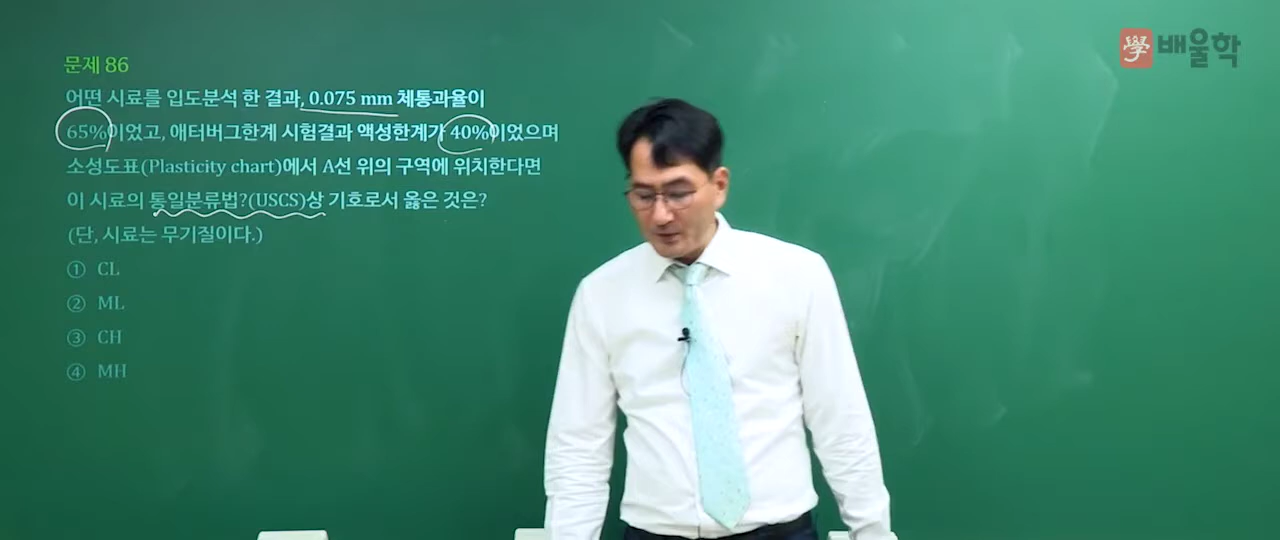 學 배울학
문제 86
어떤 시료를 입도분석 한 결과, 0.075 mm 체통과율이
65%이었고, 애터버그한계 시험결과 액성한계가 40%이었으며
소성도표(Plasticity chart)에서 A선 위의 구역에 위치한다면
이 시료의 통일분류법?(USCS)상 기호로서 옳은 것은?
(단, 시료는 무기질이다.)
① CL
② ML
③ CH
④ MH